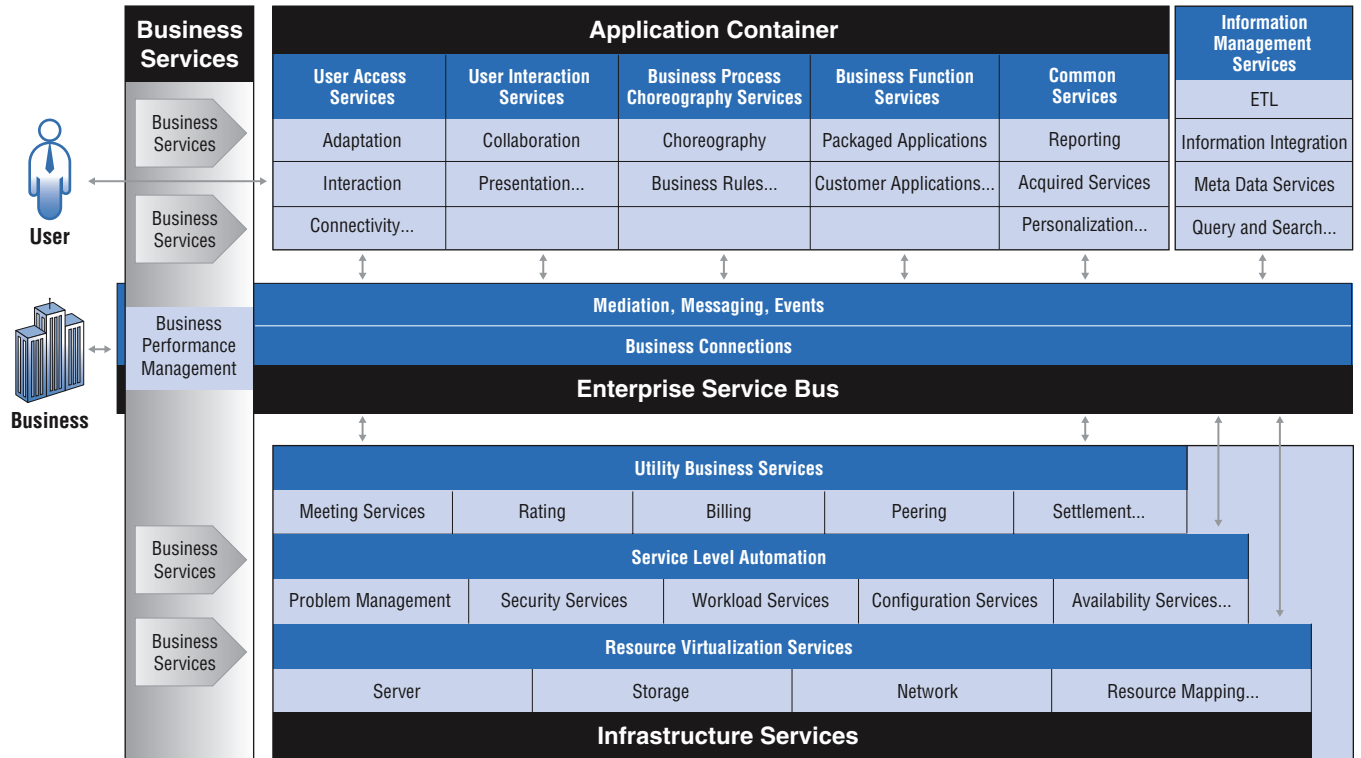 Business
Services
Application Container
Information
Management
Services
User Access
Services
User Interaction
Services
Business Process
Choreography Services
Business Function
Services
Common
Services
ETL
Business
Services
Adaptation
Collaboration
Choreography
Packaged Applications
Reporting
Information Integration
Interaction
Presentation...
Business Rules...
Customer Applications...
Acquired Services
Meta Data Services
User
Business
Services
Connectivity...
Personalization...
Query and Search...
Mediation, Messaging, Events
Business
Performance
Management
Business Connections
Enterprise Service Bus
Business
Utility Business Services
Meeting Services
Rating
Billing
Peering
Settlement...
Business
Services
Service Level Automation
Problem Management
Security Services
Workload Services
Configuration Services
Availability Services...
Business
Services
Resource Virtualization Services
Server
Storage
Network
Resource Mapping...
Infrastructure Services